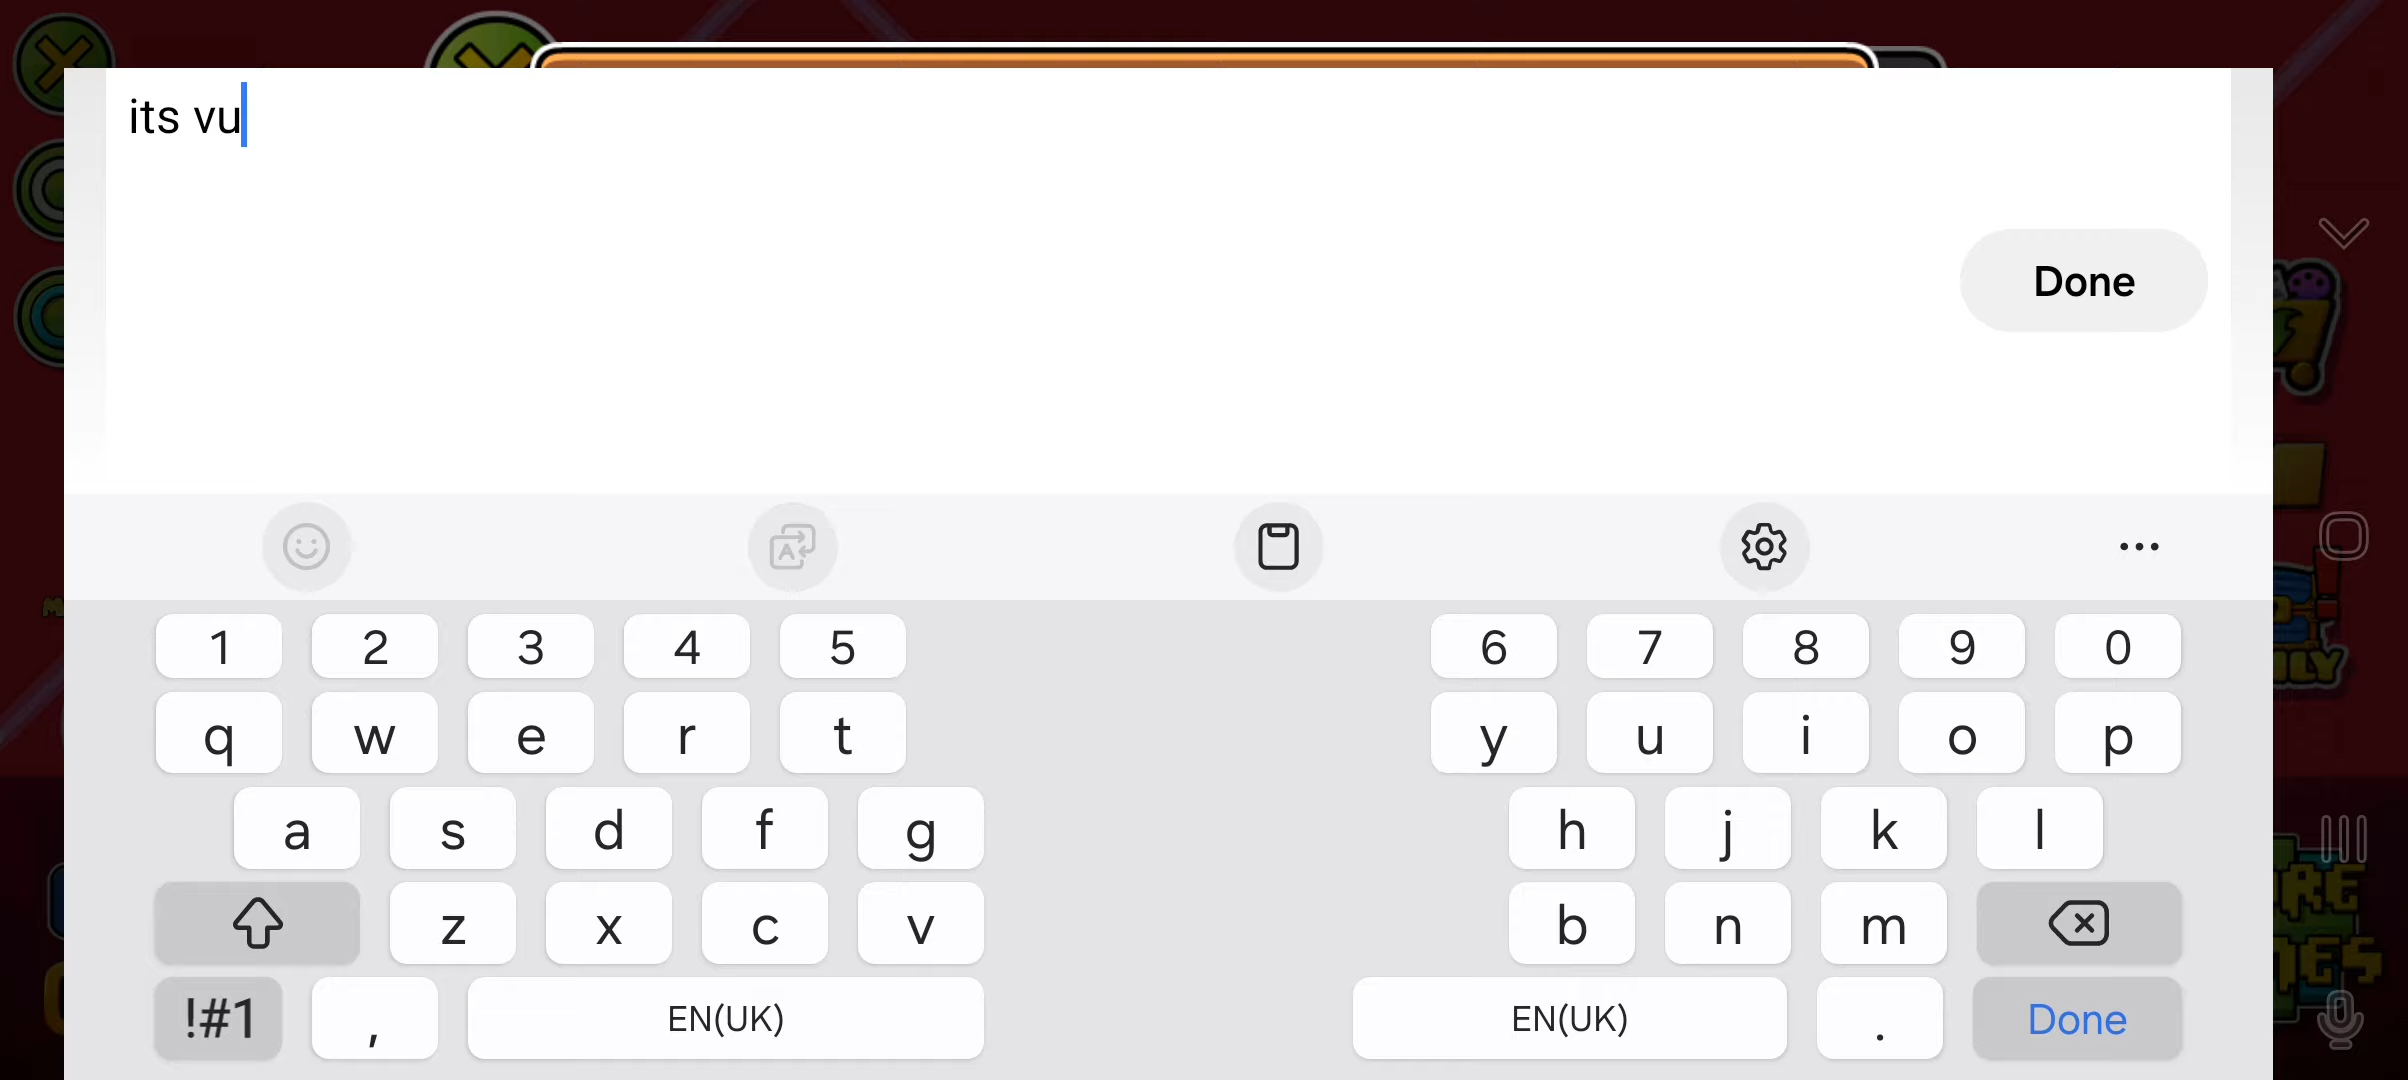 its vu
Done
1 2 3 4 5 6 7 8 9 0
q w e r t y u i o p
a s d f g h j k l
z x c v b n m
!#1 , EN(UK) EN(UK) . Done